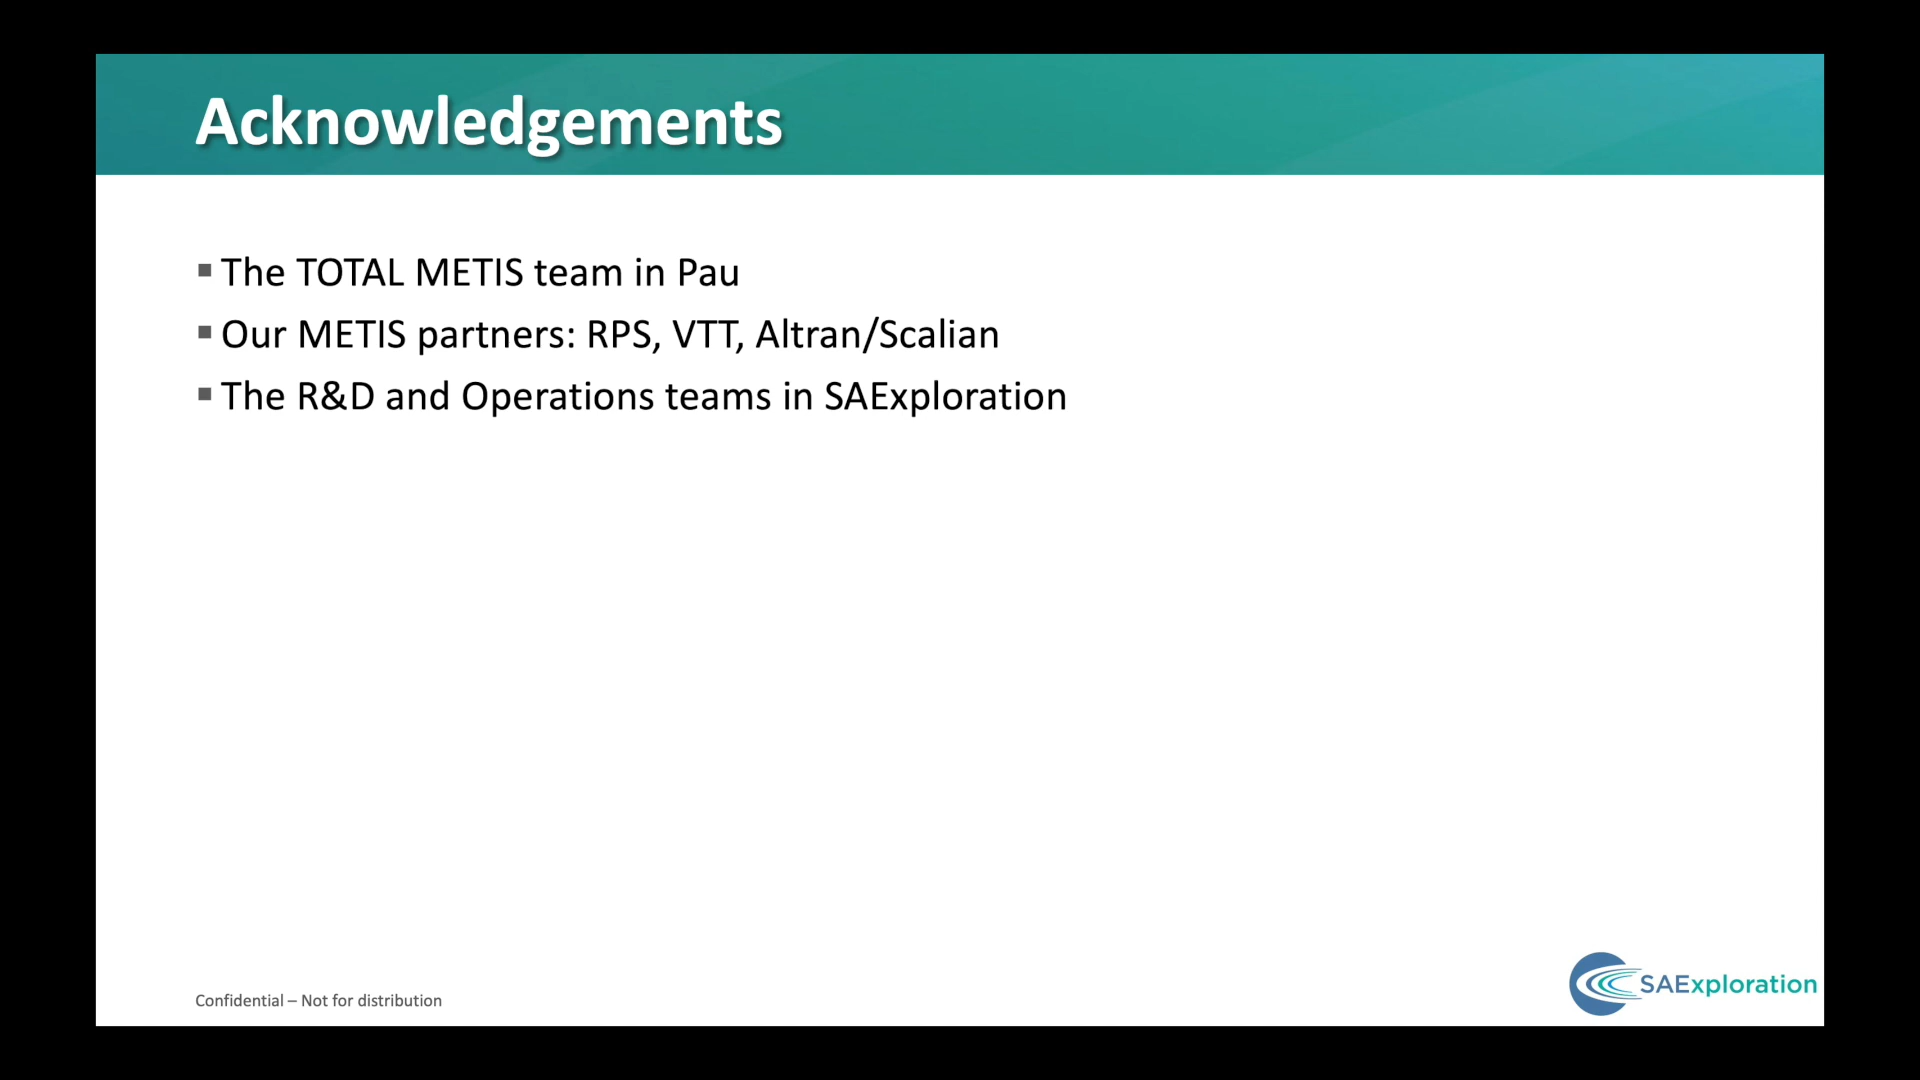 Acknowledgements
▪ The TOTAL METIS team in Pau
▪ Our METIS partners: RPS, VTT, Altran/Scalian
▪ The R&D and Operations teams in SAExploration
Confidential – Not for distribution
SAExploration